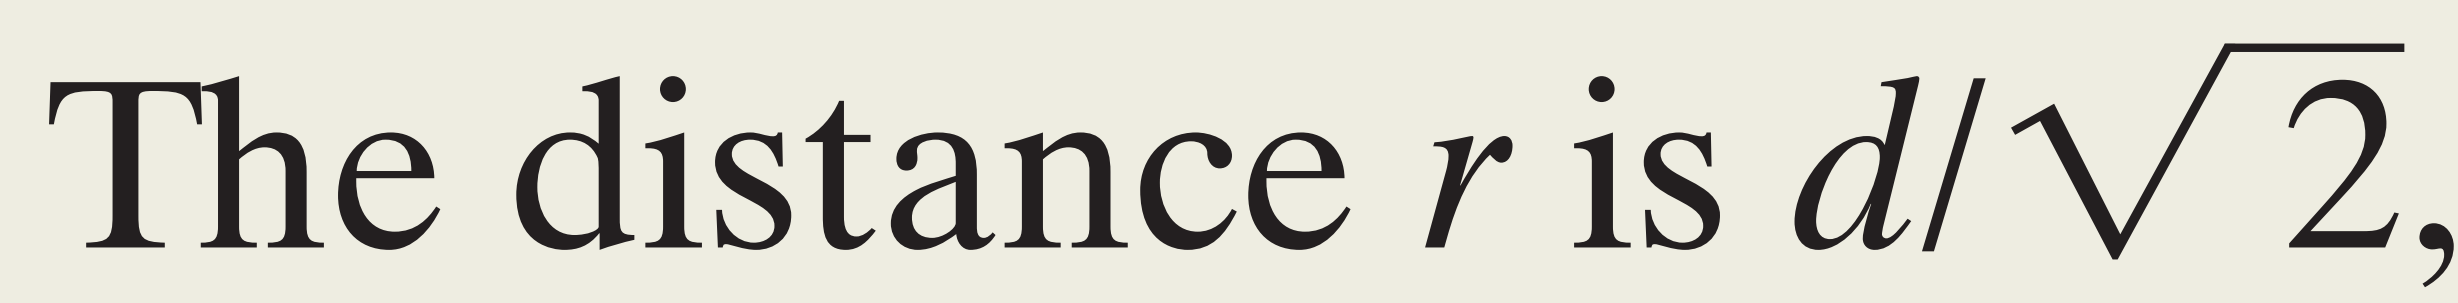 The distance r is d/√2,